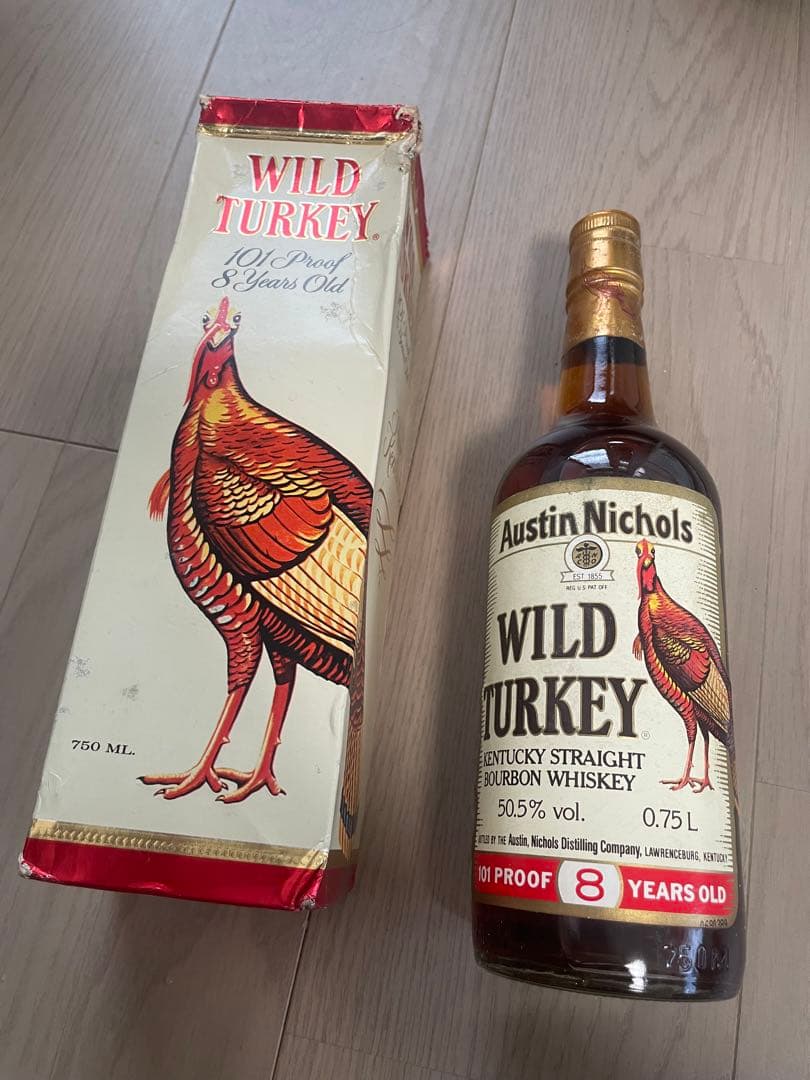 WILD
TURKEY®
101 Proof
8 Years Old
750 ML.
Austin Nichols
EST. 1855
REG. U.S. PAT. OFF.
WILD
TURKEY®
KENTUCKY STRAIGHT
BOURBON WHISKEY
50.5% vol. 0.75 L
BY THE Austin, Nichols Distilling Company, LAWRENCEBURG, KENTUCKY
101 PROOF 8 YEARS OLD
750